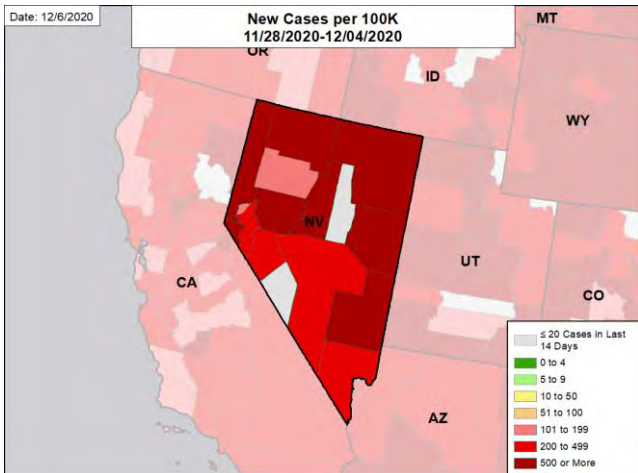 Date: 12/6/2020
New Cases per 100K
11/28/2020-12/04/2020
MT
OR
ID
WY
NV
UT
CA
CO
AZ
≤ 20 Cases in Last
14 Days
0 to 4
5 to 9
10 to 50
51 to 100
101 to 199
200 to 499
500 or More